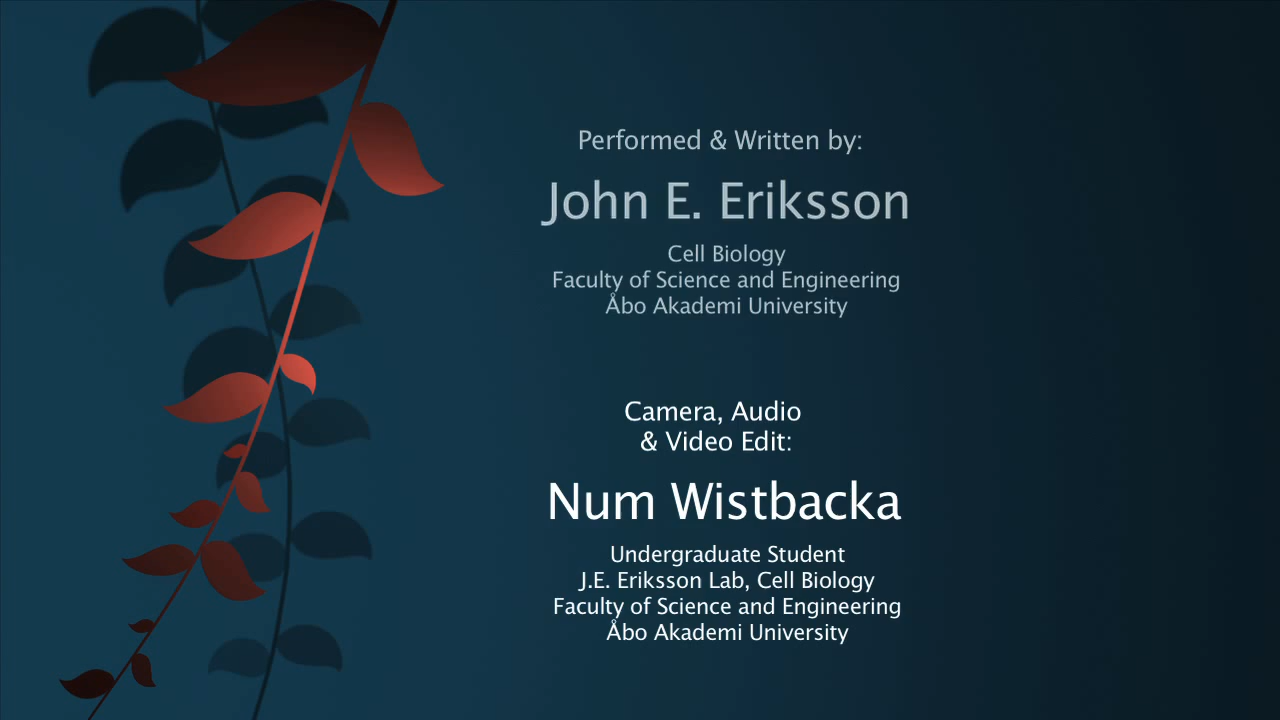 Performed & Written by:
John E. Eriksson
Cell Biology
Faculty of Science and Engineering
Åbo Akademi University
Camera, Audio
& Video Edit:
Num Wistbacka
Undergraduate Student
J.E. Eriksson Lab, Cell Biology
Faculty of Science and Engineering
Åbo Akademi University